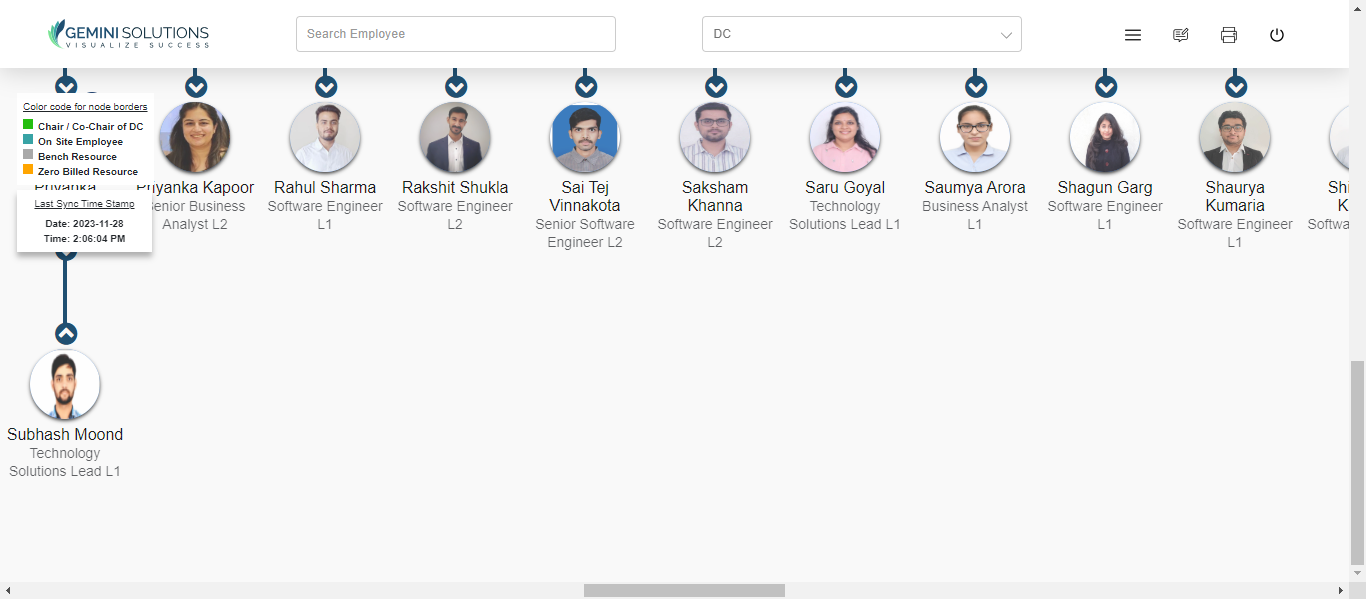 GEMINI SOLUTIONS
VISUALIZE SUCCESS
Search Employee
DC
Color code for node borders
Chair / Co-Chair of DC
On Site Employee
Bench Resource
Zero Billed Resource
Priyanka
Last Sync Time Stamp
Date: 2023-11-28
Time: 2:06:04 PM
Priyanka Kapoor
Senior Business
Analyst L2
Rahul Sharma
Software Engineer
L1
Rakshit Shukla
Software Engineer
L2
Sai Tej
Vinnakota
Senior Software
Engineer L2
Saksham
Khanna
Software Engineer
L2
Saru Goyal
Technology
Solutions Lead L1
Saumya Arora
Business Analyst
L1
Shagun Garg
Software Engineer
L1
Shaurya
Kumaria
Software Engineer
L1
Shi
K
Softwa
Subhash Moond
Technology
Solutions Lead L1